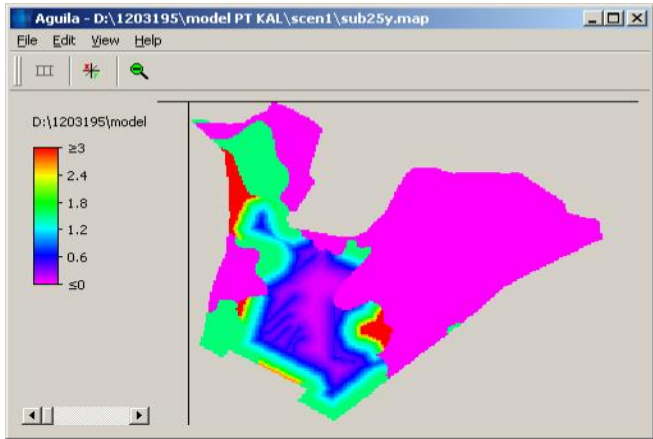 Aguila - D:\1203195\model PT KAL\scen1\sub25y.map
File Edit View Help
D:\1203195\model
≥3
2.4
1.8
1.2
0.6
≤0